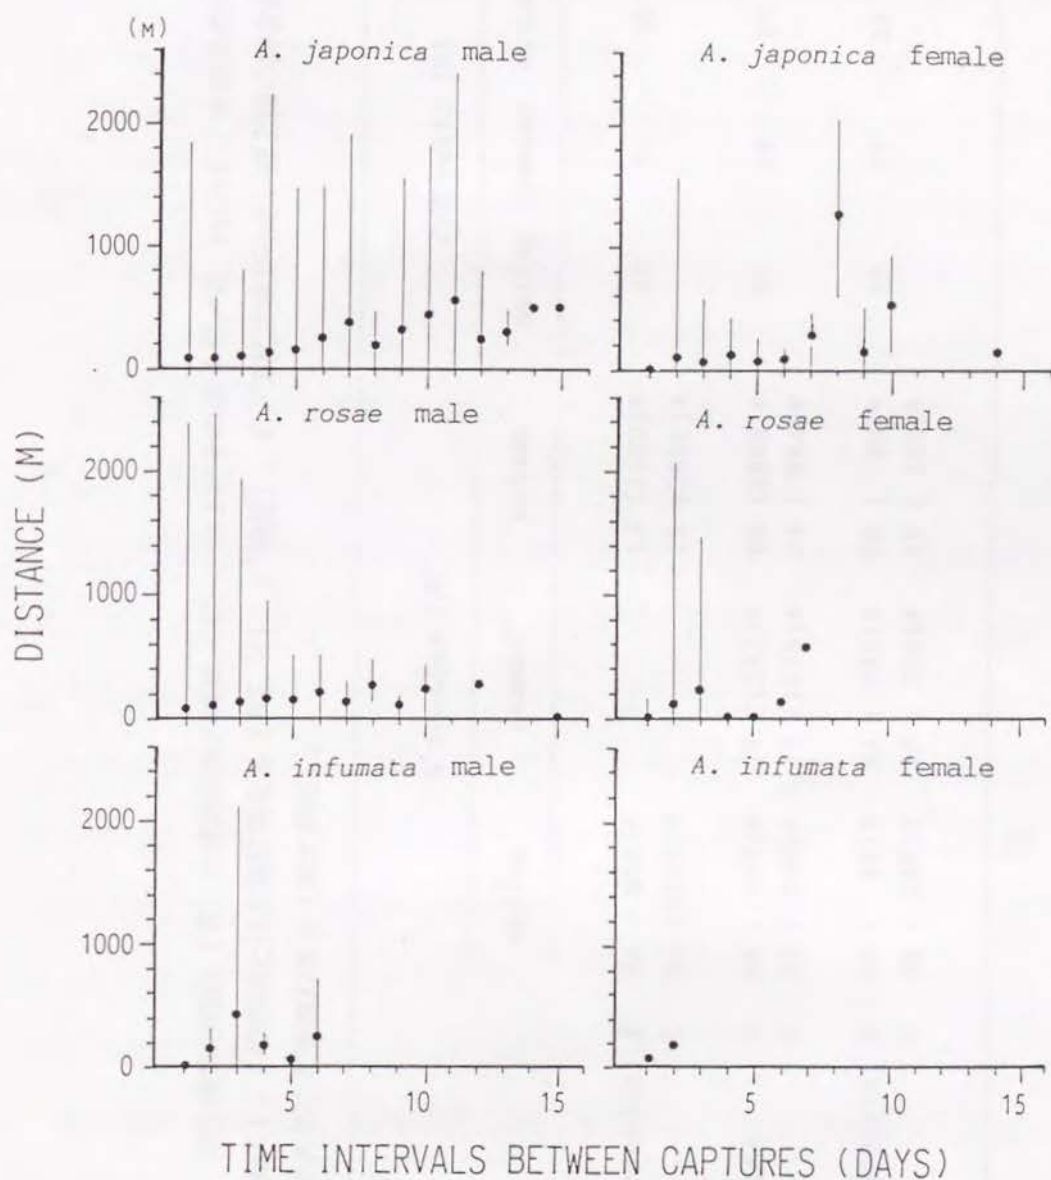 (M)
A. japonica male
A. japonica female
2000
1000
0
A. rosae male
A. rosae female
2000
1000
0
A. infumata male
A. infumata female
2000
1000
0
5
10
15
5
10
15
DISTANCE (M)
TIME INTERVALS BETWEEN CAPTURES (DAYS)